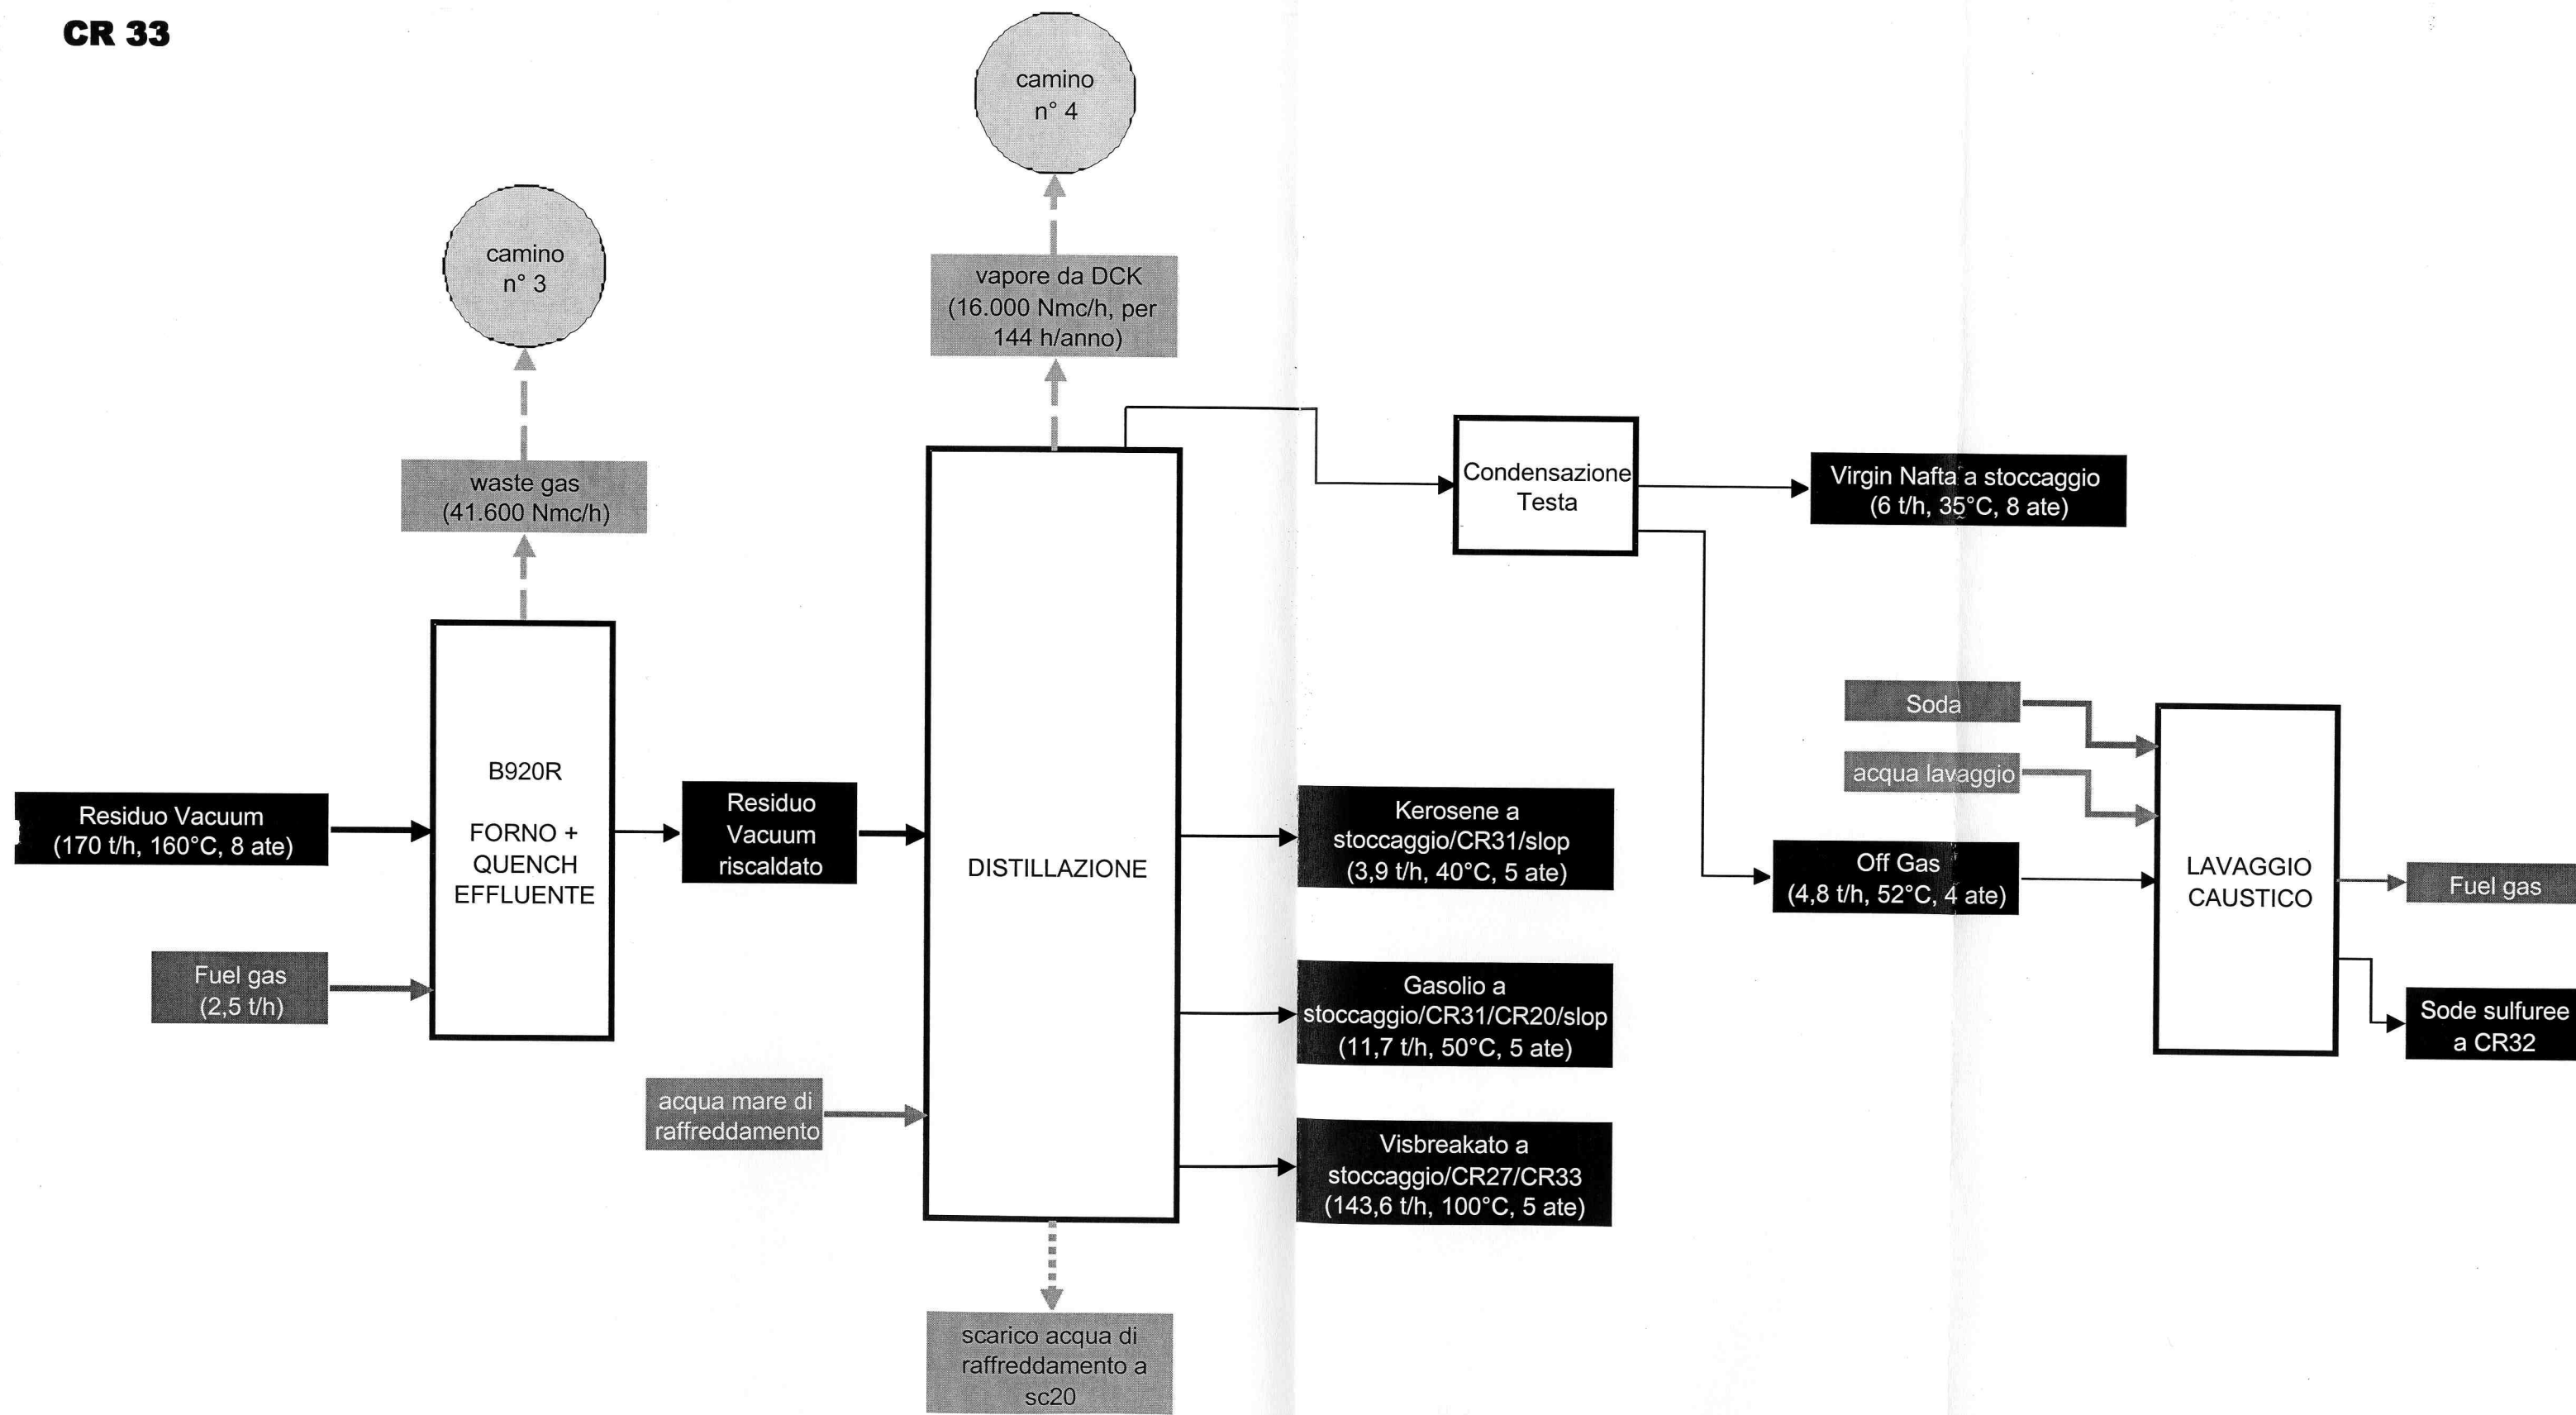 CR 33
camino
n° 4
camino
n° 3
vapore da DCK
(16.000 Nmc/h, per
144 h/anno)
waste gas
(41.600 Nmc/h)
Condensazione
Testa
Virgin Nafta a stoccaggio
(6 t/h, 35°C, 8 ate)
B920R
FORNO +
QUENCH
EFFLUENTE
Residuo Vacuum
(170 t/h, 160°C, 8 ate)
Residuo
Vacuum
riscaldato
DISTILLAZIONE
Kerosene a
stoccaggio/CR31/slop
(3,9 t/h, 40°C, 5 ate)
Soda
acqua lavaggio
Off Gas
(4,8 t/h, 52°C, 4 ate)
LAVAGGIO
CAUSTICO
Fuel gas
Fuel gas
(2,5 t/h)
Gasolio a
stoccaggio/CR31/CR20/slop
(11,7 t/h, 50°C, 5 ate)
Sode sulfuree
a CR32
acqua mare di
raffreddamento
Visbreakato a
stoccaggio/CR27/CR33
(143,6 t/h, 100°C, 5 ate)
scarico acqua di
raffreddamento a
sc20